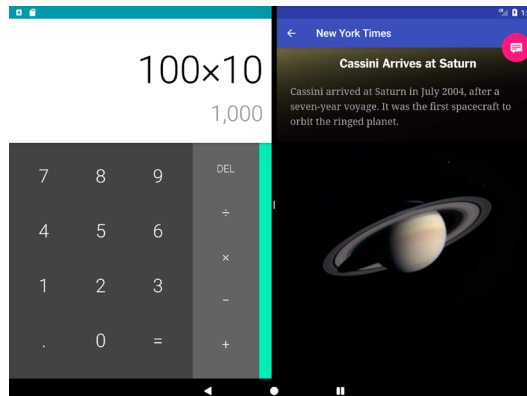 100×10
1,000
7 8 9 DEL
÷
4 5 6
×
1 2 3
−
. 0 = +
New York Times
Cassini Arrives at Saturn
Cassini arrived at Saturn in July 2004, after a
seven-year voyage. It was the first spacecraft to
orbit the ringed planet.